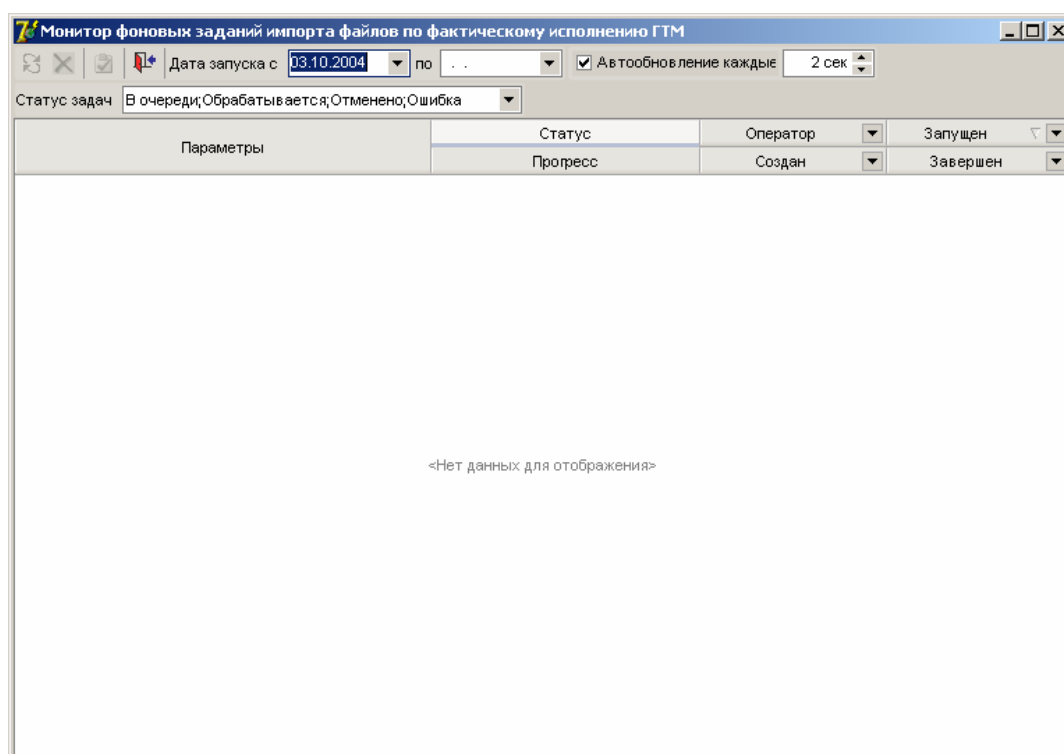 Монитор фоновых заданий импорта файлов по фактическому исполнению ГТМ
Дата запуска с 03.10.2004 по . . Автообновление каждые 2 сек
Статус задач В очереди;Обрабатывается;Отменено;Ошибка
Параметры
Статус Оператор Запущен
Прогресс Создан Завершен
<Нет данных для отображения>